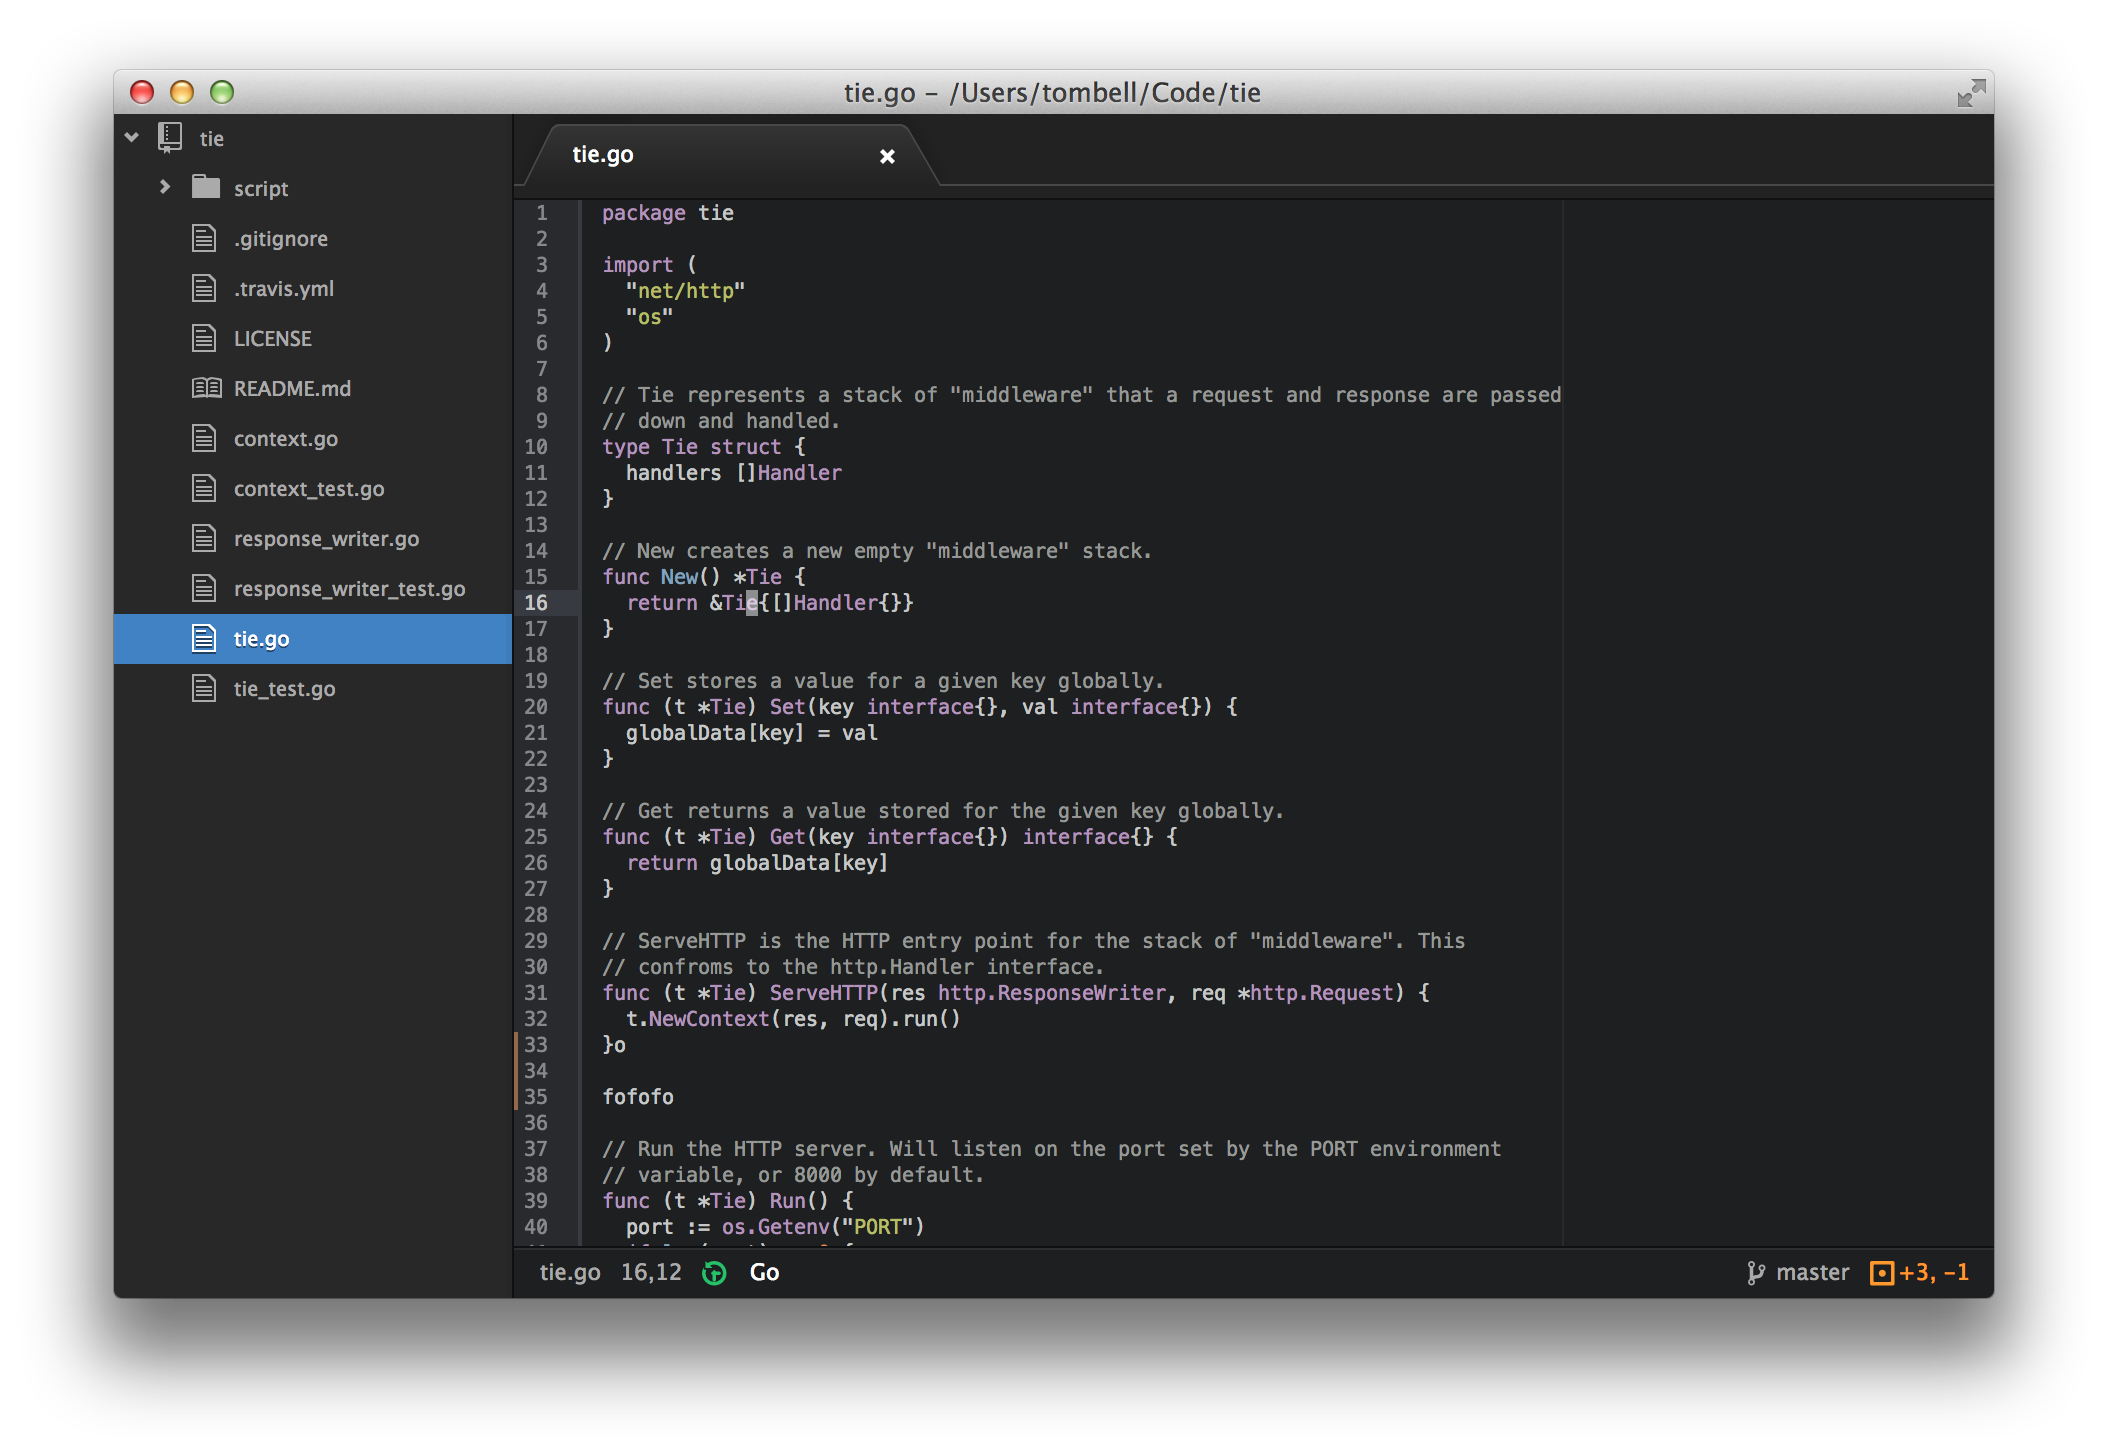 tie.go – /Users/tombell/Code/tie
tie
script
.gitignore
.travis.yml
LICENSE
README.md
context.go
context_test.go
response_writer.go
response_writer_test.go
tie.go
tie_test.go
tie.go
1 package tie
2
3 import (
4   "net/http"
5   "os"
6 )
7
8 // Tie represents a stack of "middleware" that a request and response are passed
9 // down and handled.
10 type Tie struct {
11   handlers []Handler
12 }
13
14 // New creates a new empty "middleware" stack.
15 func New() *Tie {
16   return &Tie{[]Handler{}}
17 }
18
19 // Set stores a value for a given key globally.
20 func (t *Tie) Set(key interface{}, val interface{}) {
21   globalData[key] = val
22 }
23
24 // Get returns a value stored for the given key globally.
25 func (t *Tie) Get(key interface{}) interface{} {
26   return globalData[key]
27 }
28
29 // ServeHTTP is the HTTP entry point for the stack of "middleware". This
30 // confroms to the http.Handler interface.
31 func (t *Tie) ServeHTTP(res http.ResponseWriter, req *http.Request) {
32   t.NewContext(res, req).run()
33 }o
34
35 fofofo
36
37 // Run the HTTP server. Will listen on the port set by the PORT environment
38 // variable, or 8000 by default.
39 func (t *Tie) Run() {
40   port := os.Getenv("PORT")
tie.go 16,12 Go master +3, -1